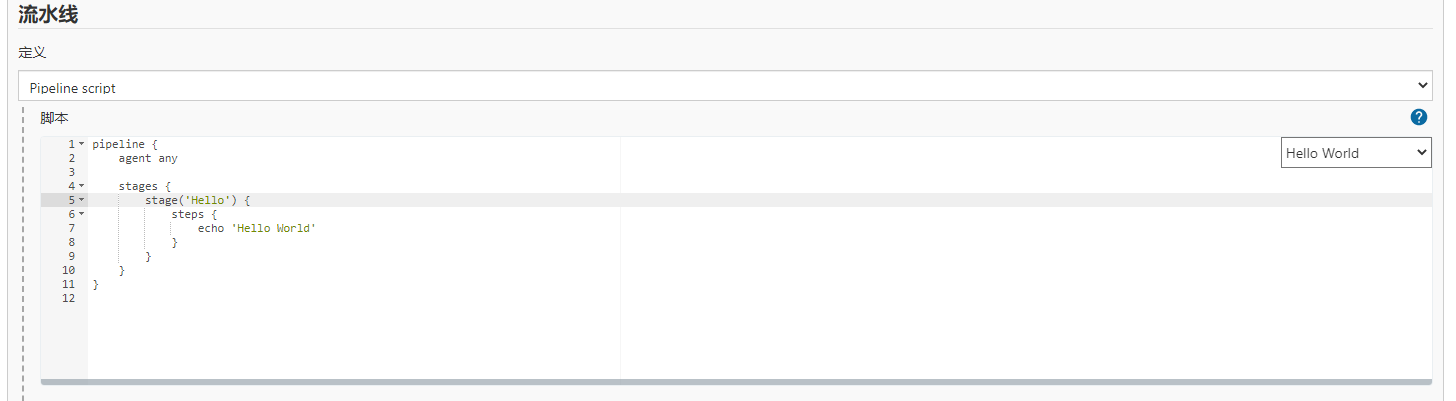 流水线
定义
Pipeline script
脚本
?
Hello World
1 pipeline {
2     agent any
3
4     stages {
5         stage('Hello') {
6             steps {
7                 echo 'Hello World'
8             }
9         }
10     }
11 }
12